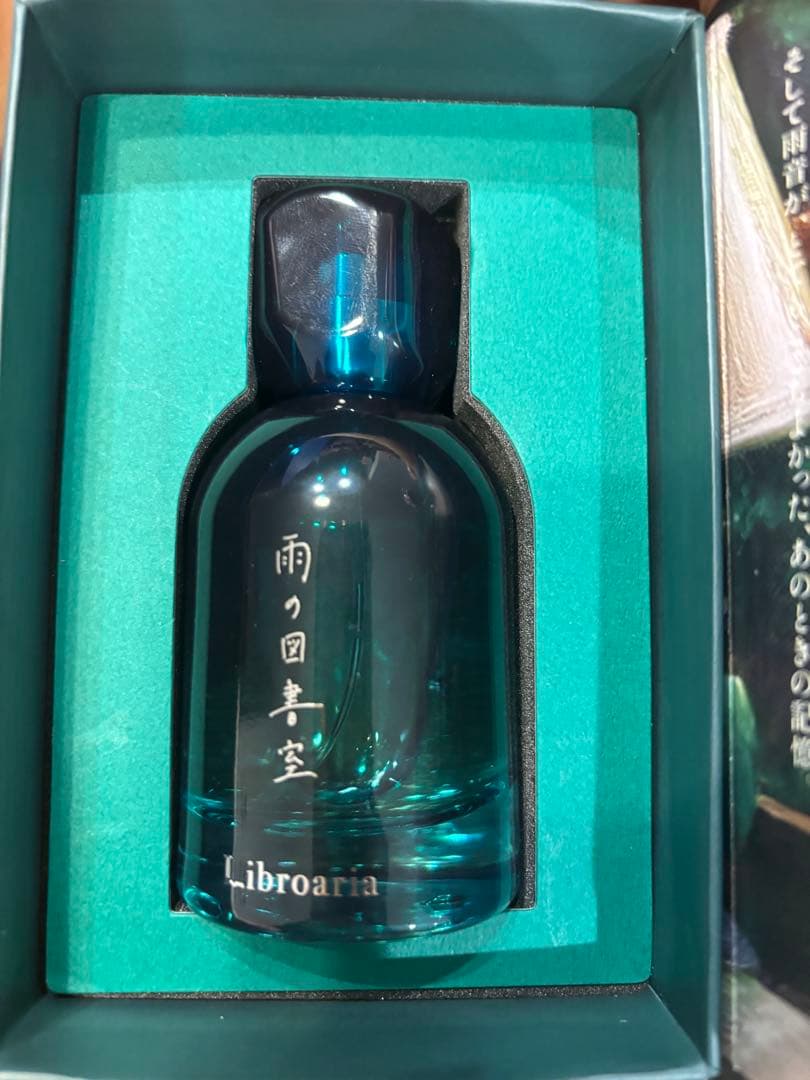 雨の図書室
Libroaria
そして雨音が
かった、あのときの記憶